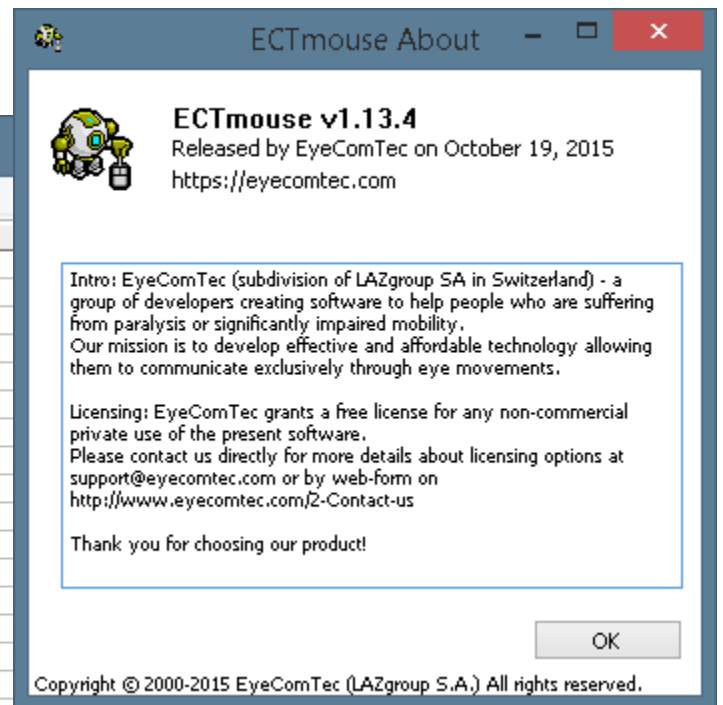 ECTmouse About
ECTmouse v1.13.4
Released by EyeComTec on October 19, 2015
https://eyecomtec.com
Intro: EyeComTec (subdivision of LAZgroup SA in Switzerland) - a
group of developers creating software to help people who are suffering
from paralysis or significantly impaired mobility.
Our mission is to develop effective and affordable technology allowing
them to communicate exclusively through eye movements.
Licensing: EyeComTec grants a free license for any non-commercial
private use of the present software.
Please contact us directly for more details about licensing options at
support@eyecomtec.com or by web-form on
http://www.eyecomtec.com/2-Contact-us
Thank you for choosing our product!
OK
Copyright © 2000-2015 EyeComTec (LAZgroup S.A.) All rights reserved.